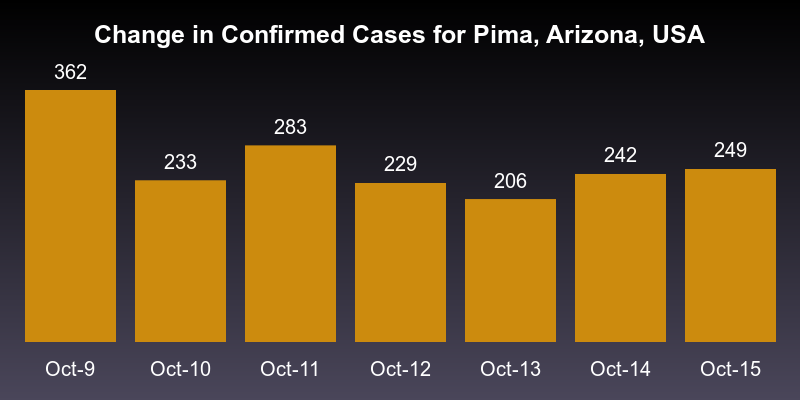 Change in Confirmed Cases for Pima, Arizona, USA
362
233
283
229
206
242
249
Oct-9
Oct-10
Oct-11
Oct-12
Oct-13
Oct-14
Oct-15